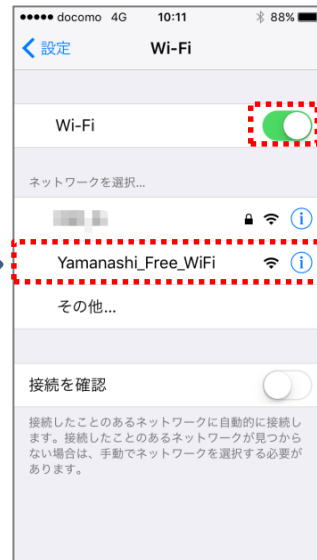 docomo 4G 10:11 88%
設定 Wi-Fi
Wi-Fi
ネットワークを選択...
Yamanashi_Free_WiFi
その他...
接続を確認
接続したことのあるネットワークに自動的に接続し
ます。接続したことのあるネットワークが見つから
ない場合は、手動でネットワークを選択する必要が
あります。